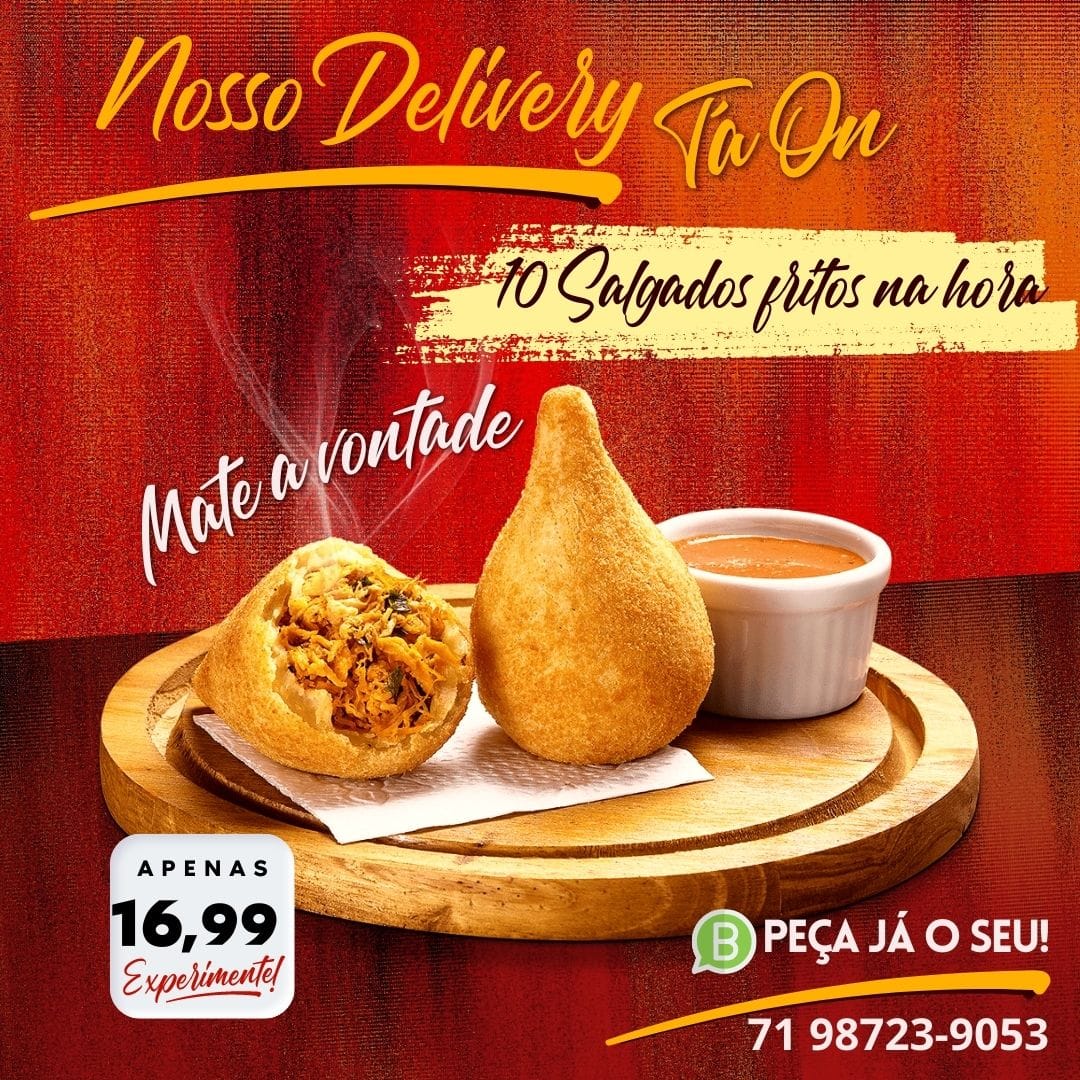 Nosso Delivery Tá On
10 Salgados fritos na hora
Mate a vontade
APENAS
16,99
Experimente!
B PEÇA JÁ O SEU!
71 98723-9053